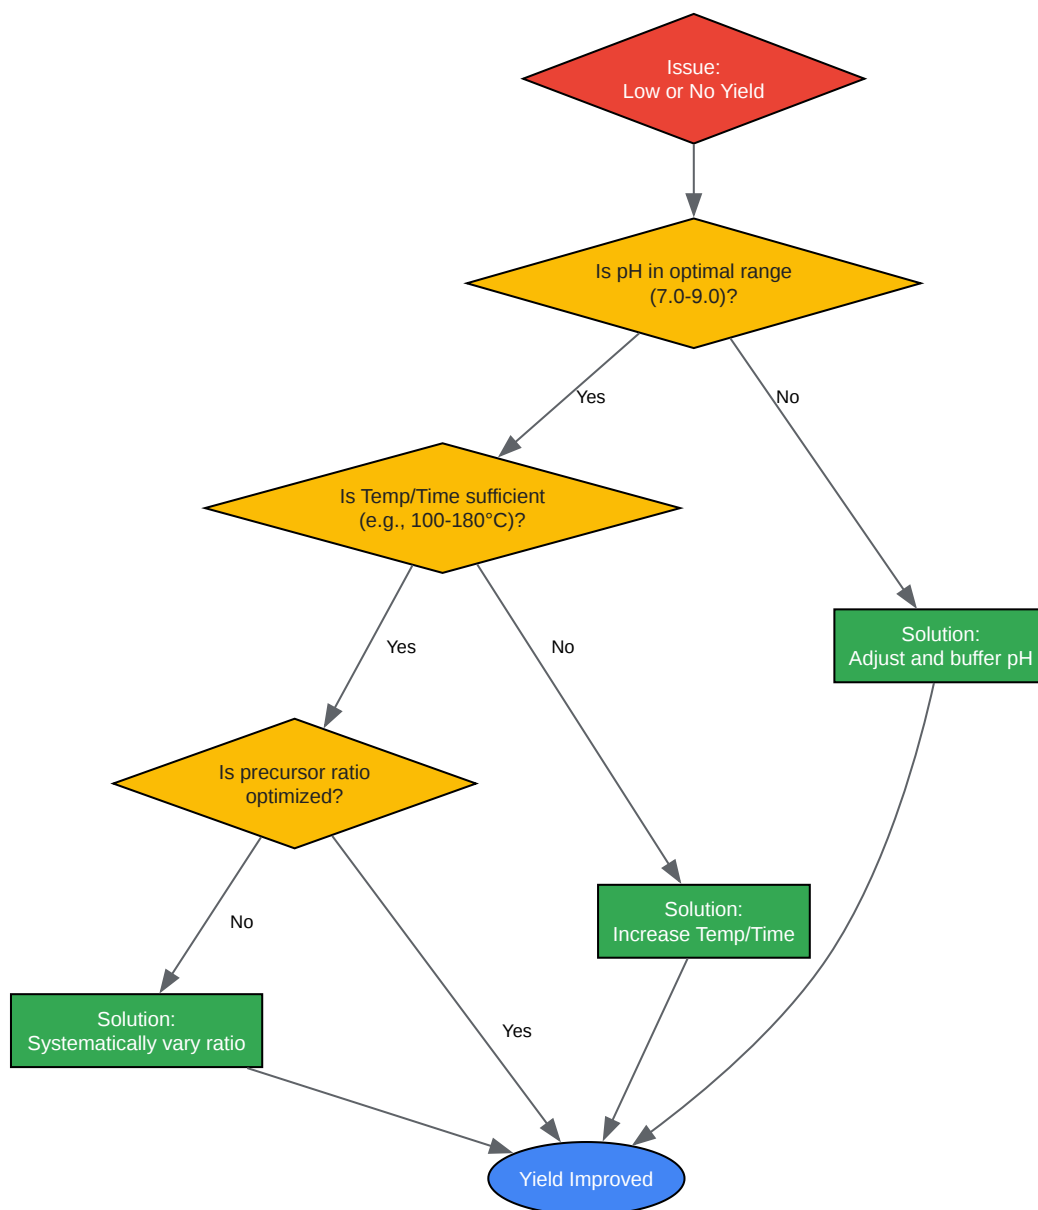 Issue:
Low or No Yield
Is pH in optimal range
(7.0-9.0)?
Yes
No
Is Temp/Time sufficient
(e.g., 100-180°C)?
Solution:
Adjust and buffer pH
Yes
No
Is precursor ratio
optimized?
Solution:
Increase Temp/Time
No
Yes
Solution:
Systematically vary ratio
Yield Improved